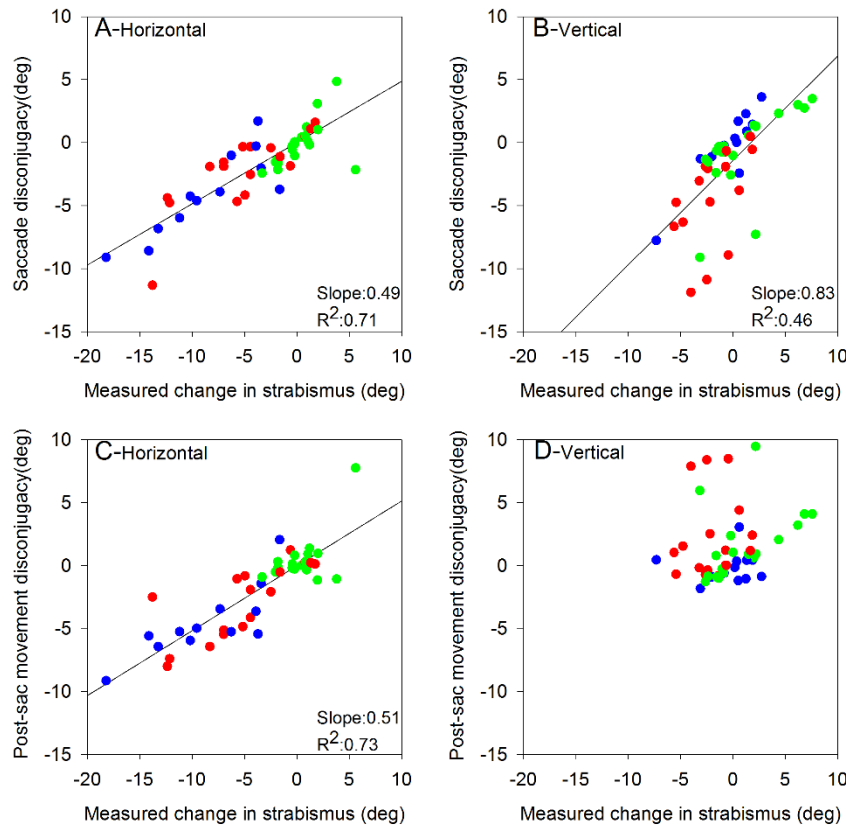 A-Horizontal
10
5
0
-5
-10
-15
Saccade disconjugacy(deg)
Slope:0.49
R2:0.71
-20 -15 -10 -5 0 5 10
Measured change in strabismus (deg)
B-Vertical
10
5
0
-5
-10
-15
Saccade disconjugacy(deg)
Slope:0.83
R2:0.46
-20 -15 -10 -5 0 5 10
Measured change in strabismus (deg)
C-Horizontal
10
5
0
-5
-10
-15
Post-sac movement disconjugacy(deg)
Slope:0.51
R2:0.73
-20 -15 -10 -5 0 5 10
Measured change in strabismus (deg)
D-Vertical
10
5
0
-5
-10
-15
Post-sac movement disconjugacy(deg)
-20 -15 -10 -5 0 5 10
Measured change in strabismus (deg)